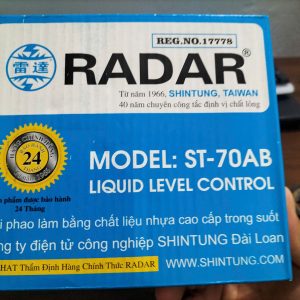 REG.NO.17778
雷達
RADAR®
Từ năm 1966, SHINTUNG, TAIWAN
40 năm chuyên công tắc định vị chất lỏng
24
phẩm được bảo hành
24 Tháng
MODEL: ST-70AB
LIQUID LEVEL CONTROL
phao làm bằng chất liệu nhựa cao cấp trong suốt
ty điện tử công nghiệp SHINTUNG Đài Loan
Thẩm Định Hàng Chính Thức RADAR
WWW.SHINTUNG.COM